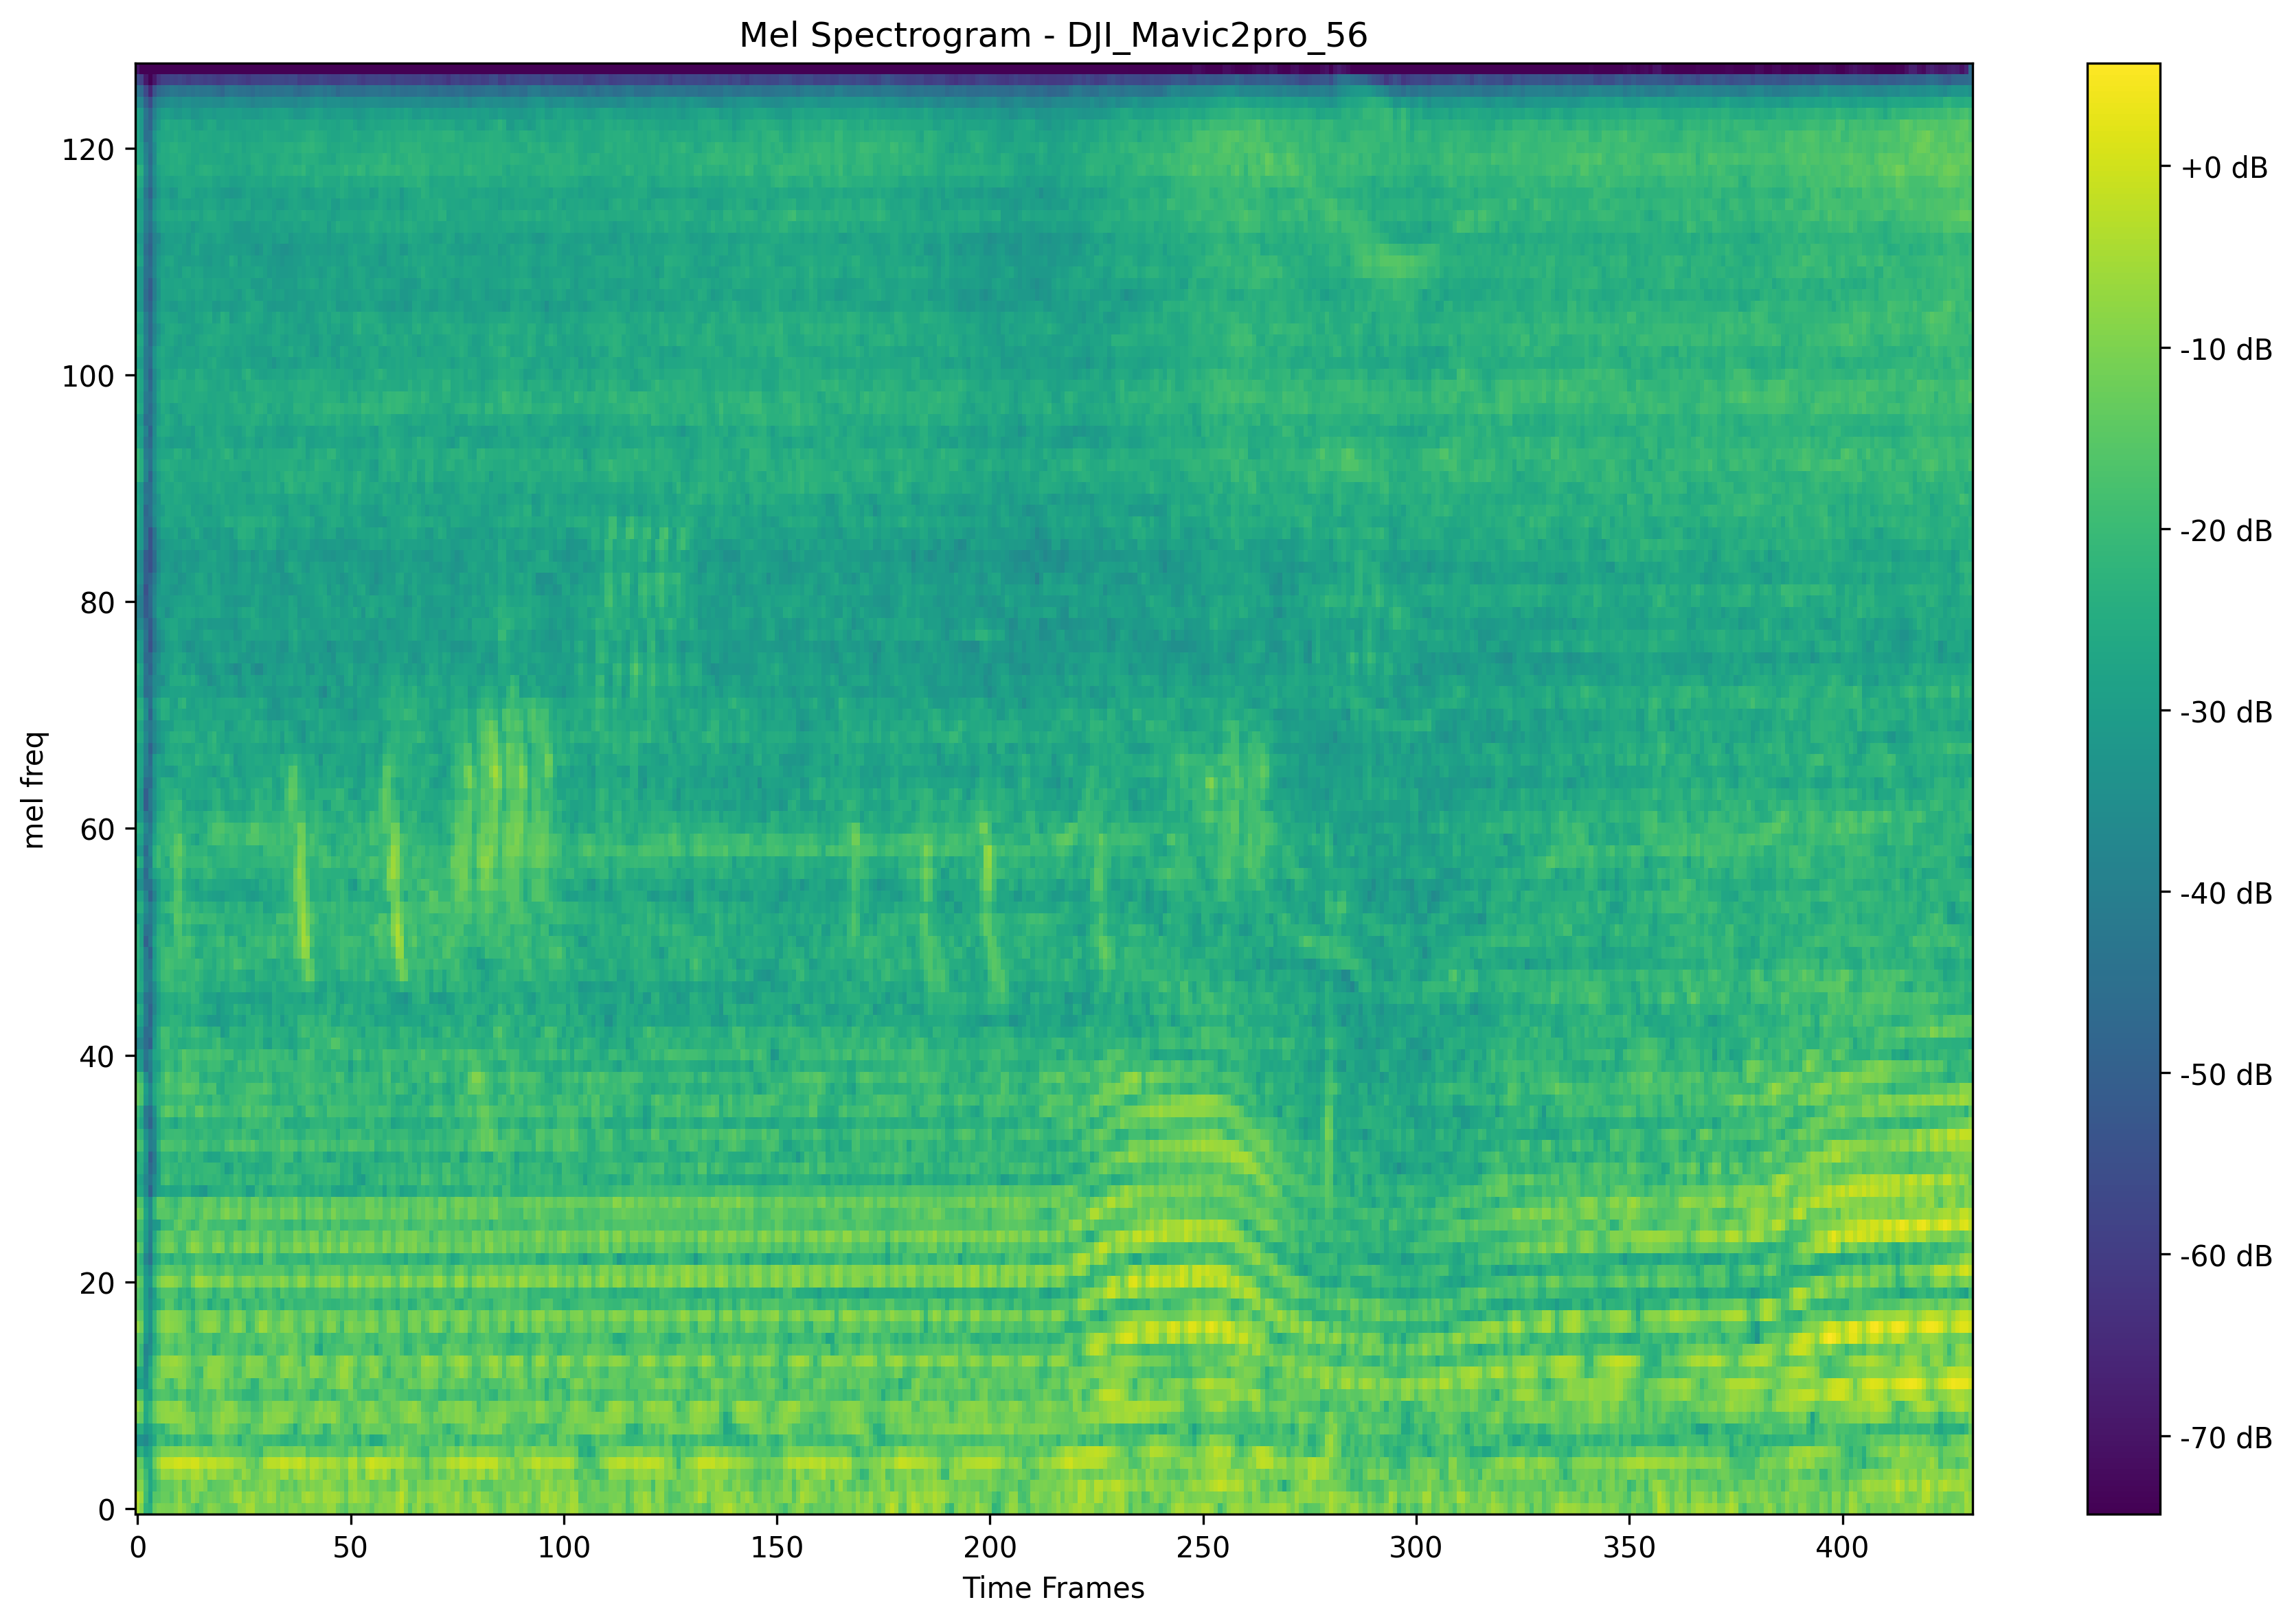 Mel Spectrogram - DJI_Mavic2pro_56
mel freq
120
100
80
60
40
20
0
0 50 100 150 200 250 300 350 400
Time Frames
+0 dB
-10 dB
-20 dB
-30 dB
-40 dB
-50 dB
-60 dB
-70 dB